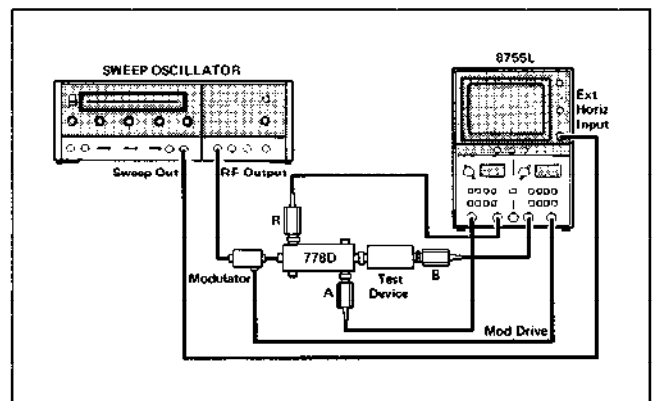 SWEEP OSCILLATOR
8755L
Ext
Horiz
Input
Sweep Out
RF Output
R
778D
Modulator
A
Test
Device
B
Mod Drive